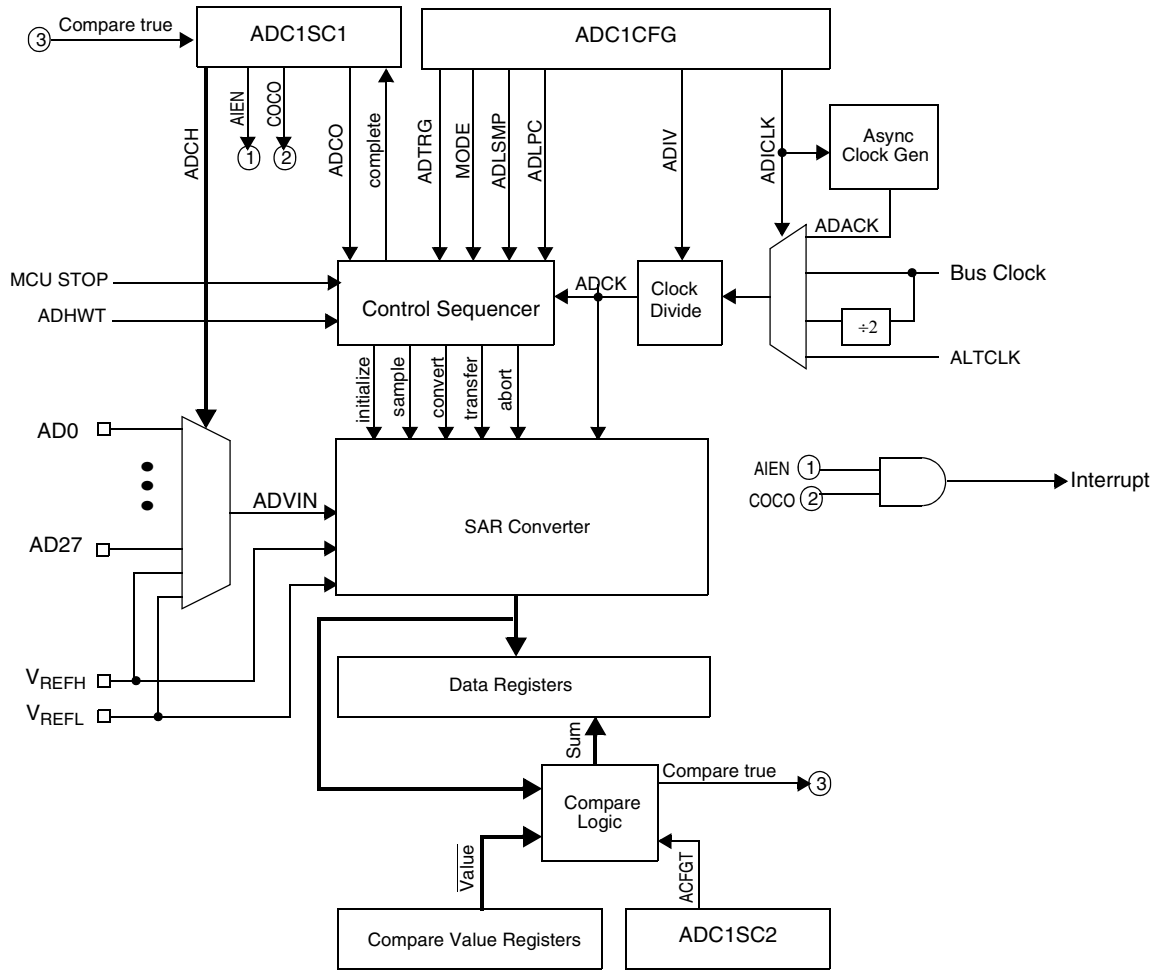 3
Compare true
ADC1SC1
ADC1CFG
ADCH
AIEN
1
COCO
2
ADCO
complete
ADTRG
MODE
ADLSMP
ADLPC
ADIV
ADICLK
Async
Clock Gen
ADACK
MCU STOP
ADHWT
Control Sequencer
ADCK
Clock
Divide
Bus Clock
÷2
ALTCLK
initialize
sample
convert
transfer
abort
AD0
AD27
ADVIN
SAR Converter
AIEN 1
COCO 2
Interrupt
VREFH
VREFL
Data Registers
Sum
Compare true
3
Compare
Logic
Value
ACFGT
Compare Value Registers
ADC1SC2